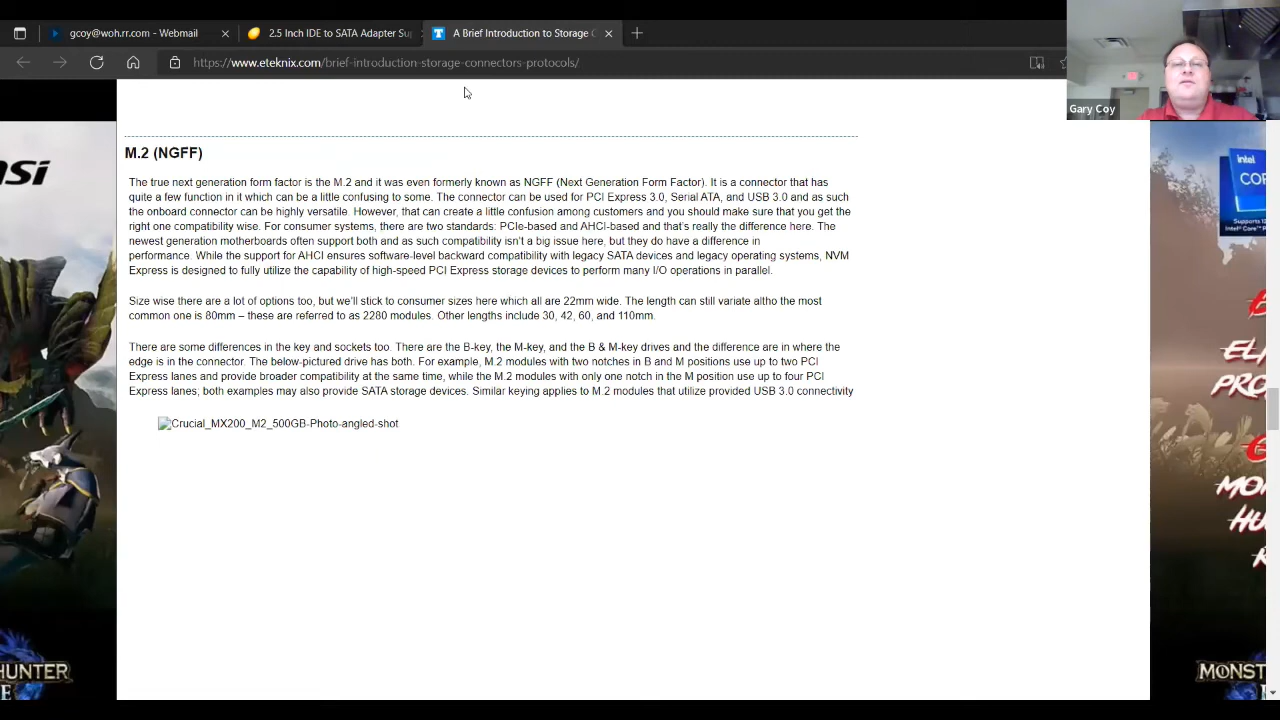 gcoy@woh.rr.com - Webmail
2.5 Inch IDE to SATA Adapter Sup
A Brief Introduction to Storage C
https://www.eteknix.com/brief-introduction-storage-connectors-protocols/
Gary Coy
M.2 (NGFF)
The true next generation form factor is the M.2 and it was even formerly known as NGFF (Next Generation Form Factor). It is a connector that has
quite a few function in it which can be a little confusing to some. The connector can be used for PCI Express 3.0, Serial ATA, and USB 3.0 and as such
the onboard connector can be highly versatile. However, that can create a little confusion among customers and you should make sure that you get the
right one compatibility wise. For consumer systems, there are two standards: PCIe-based and AHCI-based and that's really the difference here. The
newest generation motherboards often support both and as such compatibility isn't a big issue here, but they do have a difference in
performance. While the support for AHCI ensures software-level backward compatibility with legacy SATA devices and legacy operating systems, NVM
Express is designed to fully utilize the capability of high-speed PCI Express storage devices to perform many I/O operations in parallel.
Size wise there are a lot of options too, but we'll stick to consumer sizes here which all are 22mm wide. The length can still variate altho the most
common one is 80mm – these are referred to as 2280 modules. Other lengths include 30, 42, 60, and 110mm.
There are some differences in the key and sockets too. There are the B-key, the M-key, and the B & M-key drives and the difference are in where the
edge is in the connector. The below-pictured drive has both. For example, M.2 modules with two notches in B and M positions use up to two PCI
Express lanes and provide broader compatibility at the same time, while the M.2 modules with only one notch in the M position use up to four PCI
Express lanes; both examples may also provide SATA storage devices. Similar keying applies to M.2 modules that utilize provided USB 3.0 connectivity
Crucial_MX200_M2_500GB-Photo-angled-shot
msi
HUNTER
intel
COR
Supports 12
Intel® Core™ P
EL
PRO
MON
HU
MONST